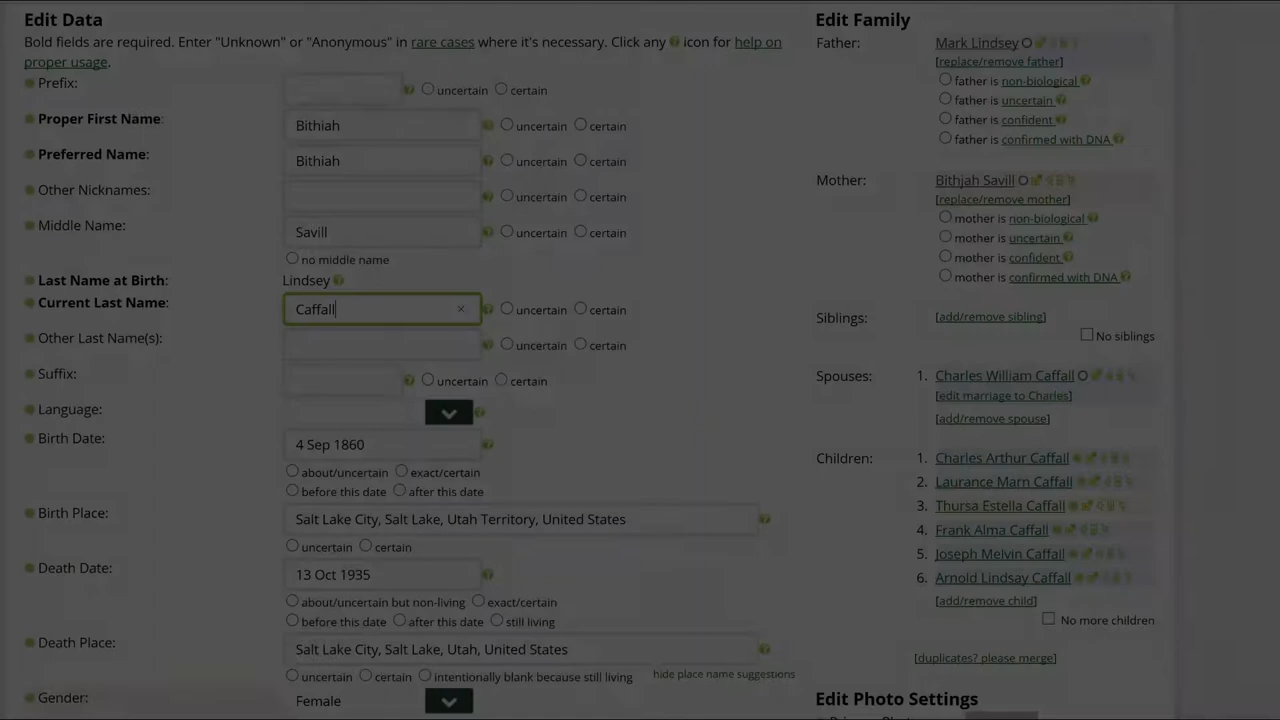 Edit Data
Bold fields are required. Enter "Unknown" or "Anonymous" in rare cases where it's necessary. Click any icon for help on
proper usage.
Prefix:
uncertain certain
Proper First Name:
Bithiah
uncertain certain
Preferred Name:
Bithiah
uncertain certain
Other Nicknames:
uncertain certain
Middle Name:
Savill
uncertain certain
no middle name
Last Name at Birth:
Lindsey
Current Last Name:
Caffall
uncertain certain
Other Last Name(s):
uncertain certain
Suffix:
uncertain certain
Language:
Birth Date:
4 Sep 1860
about/uncertain exact/certain
before this date after this date
Birth Place:
Salt Lake City, Salt Lake, Utah Territory, United States
uncertain certain
Death Date:
13 Oct 1935
about/uncertain but non-living exact/certain
before this date after this date still living
Death Place:
Salt Lake City, Salt Lake, Utah, United States
uncertain certain intentionally blank because still living
hide place name suggestions
Gender:
Female
Edit Family
Father:
Mark Lindsey
[replace/remove father]
father is non-biological
father is uncertain
father is confident
father is confirmed with DNA
Mother:
Bithjah Savill
[replace/remove mother]
mother is non-biological
mother is uncertain
mother is confident
mother is confirmed with DNA
Siblings:
[add/remove sibling]
No siblings
Spouses:
1. Charles William Caffall
[edit marriage to Charles]
[add/remove spouse]
Children:
1. Charles Arthur Caffall
2. Laurance Marn Caffall
3. Thursa Estella Caffall
4. Frank Alma Caffall
5. Joseph Melvin Caffall
6. Arnold Lindsay Caffall
[add/remove child]
No more children
[duplicates? please merge]
Edit Photo Settings